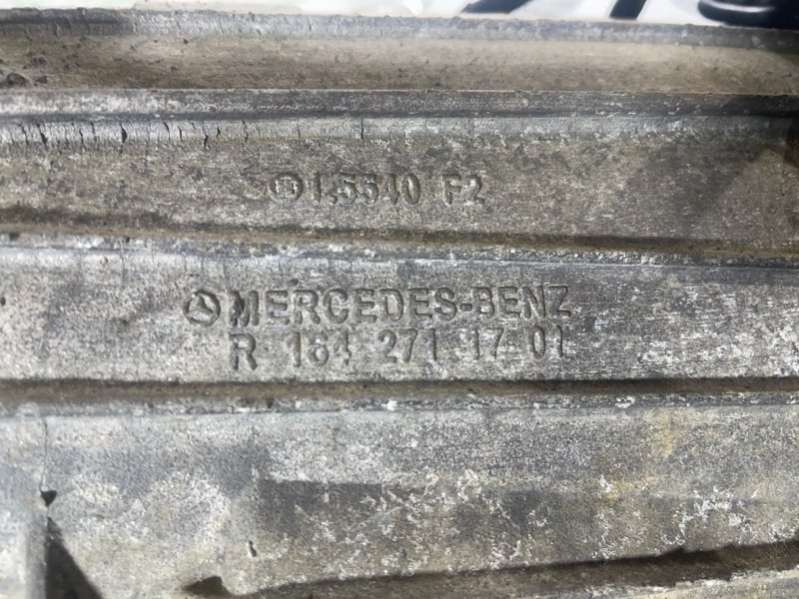 1.5540 F2
MERCEDES-BENZ
R 164 271 17 01